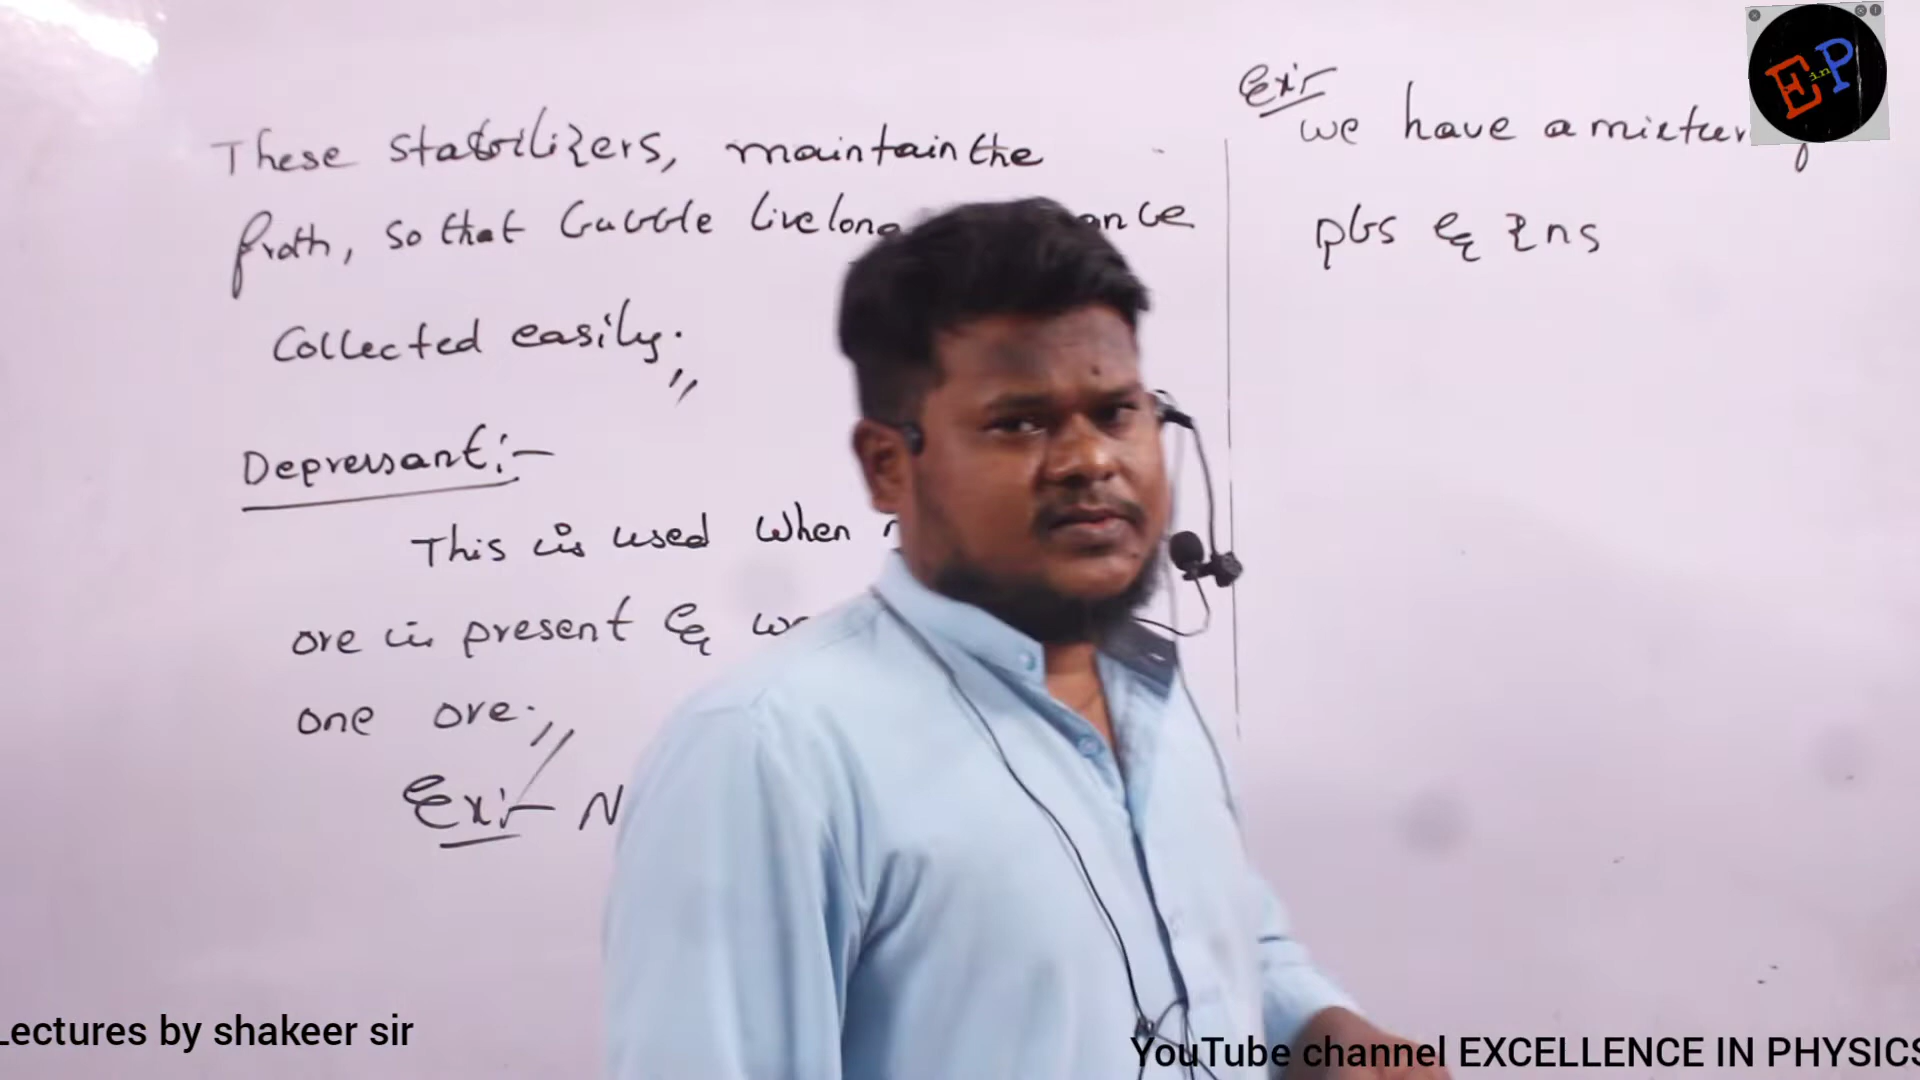 These stabilizers, maintain the
froth, so that bubble live long
Collected easily.
Depressant:-
This is used when
ore is present &
one ore.
Ex:- N
Ex:-
we have a mixture of
pbs & zns
E in P
Lectures by shakeer sir
YouTube channel EXCELLENCE IN PHYSICS